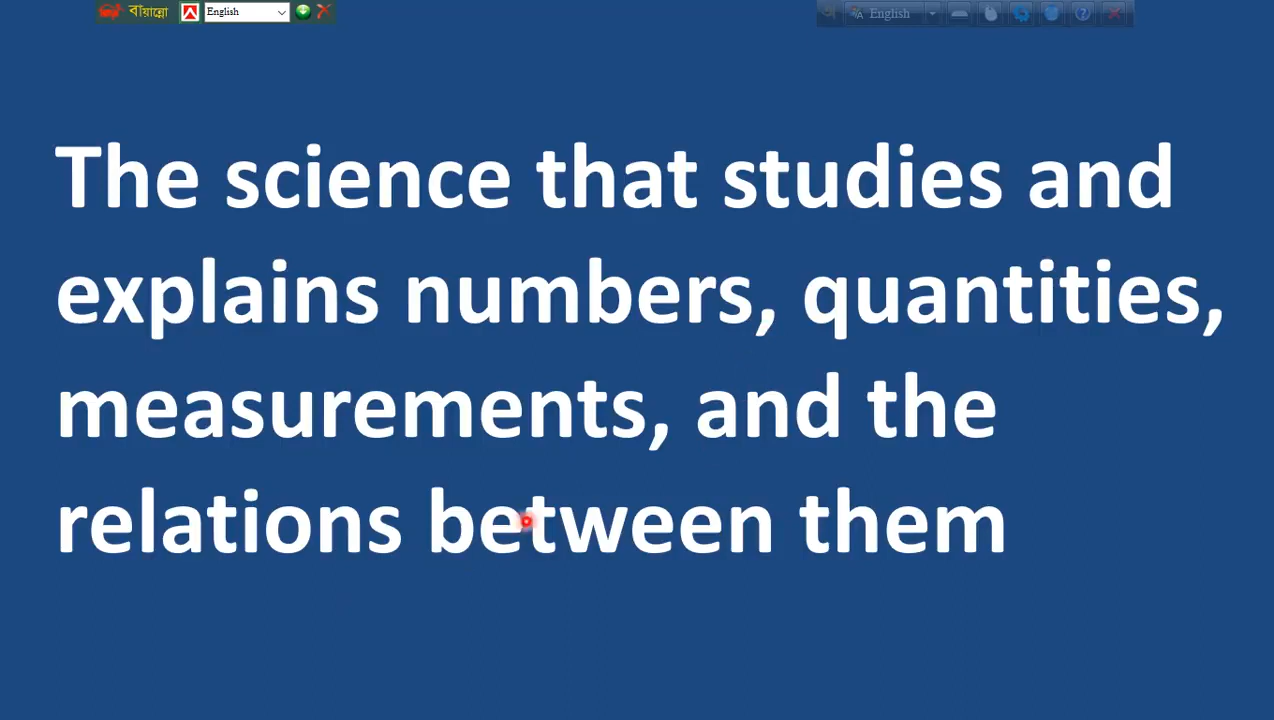 বায়ান্নো English English
The science that studies and
explains numbers, quantities,
measurements, and the
relations between them